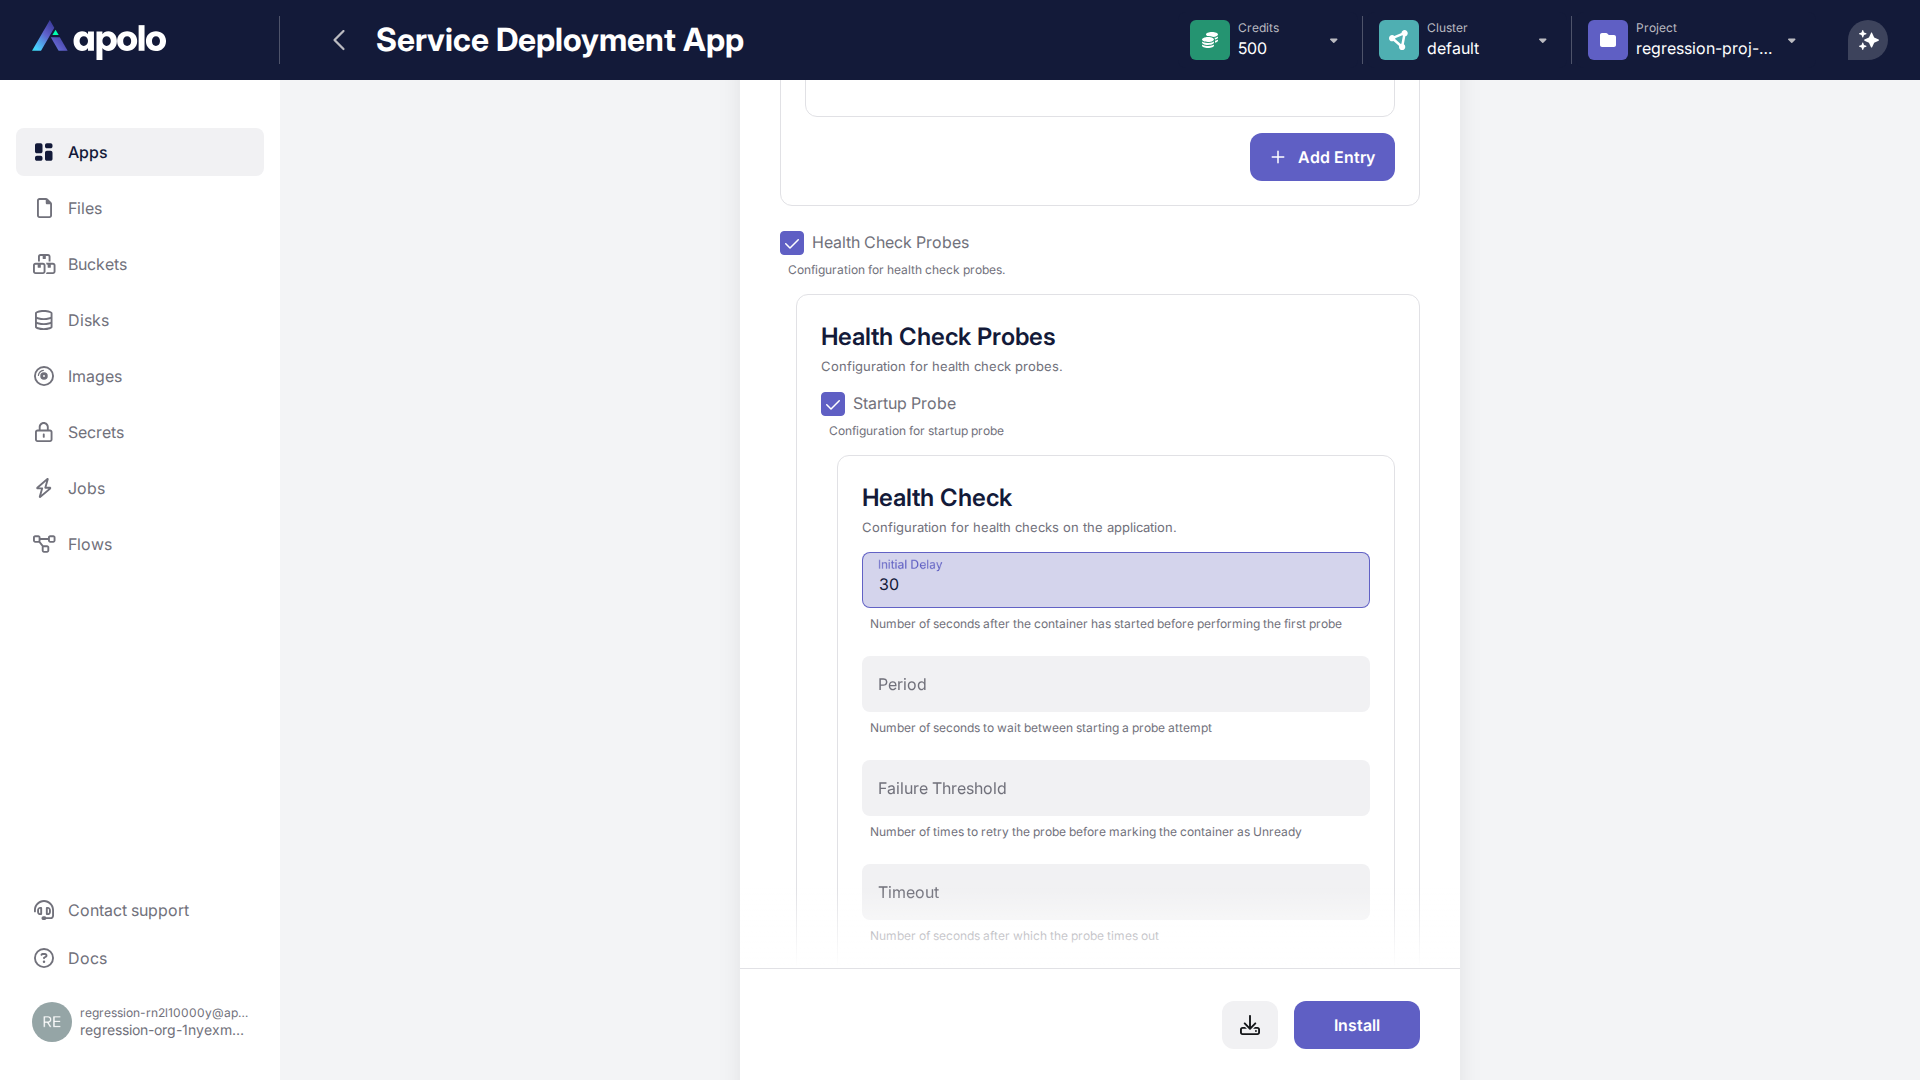 apolo
Service Deployment App
Credits
500
Cluster
default
Project
regression-proj-...
Apps
Files
Buckets
Disks
Images
Secrets
Jobs
Flows
Contact support
Docs
RE
regression-rn2l10000y@ap...
regression-org-1nyexm...
Add Entry
Health Check Probes
Configuration for health check probes.
Health Check Probes
Configuration for health check probes.
Startup Probe
Configuration for startup probe
Health Check
Configuration for health checks on the application.
Initial Delay
30
Number of seconds after the container has started before performing the first probe
Period
Number of seconds to wait between starting a probe attempt
Failure Threshold
Number of times to retry the probe before marking the container as Unready
Timeout
Number of seconds after which the probe times out
Install